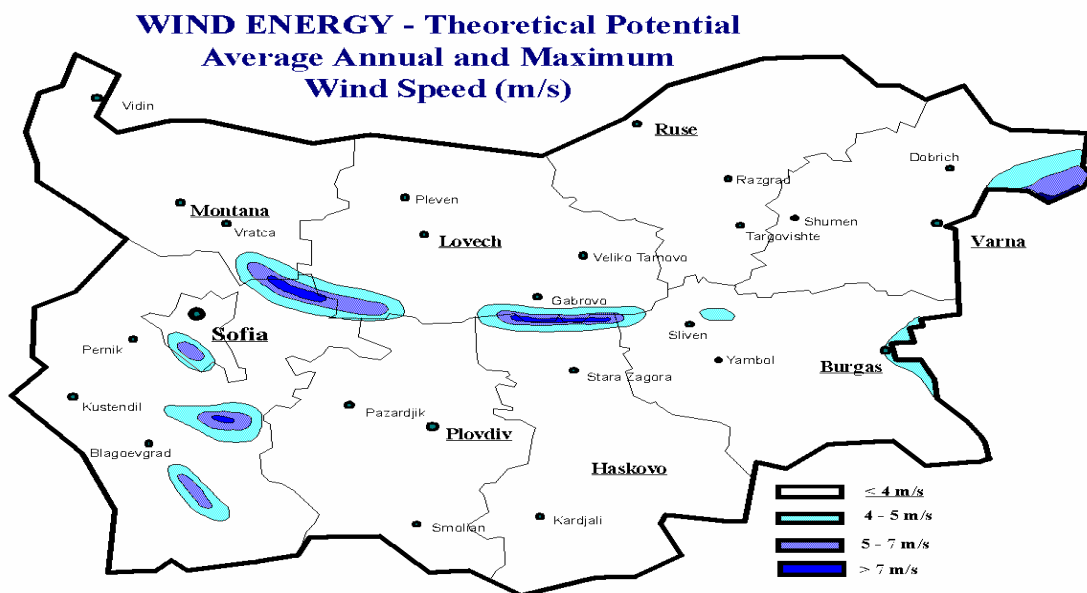 WIND ENERGY - Theoretical Potential
Average Annual and Maximum
Wind Speed (m/s)
Vidin
Ruse
Dobrich
Razgrad
Pleven
Montana
Shumen
Vratca
Targovishte
Varna
Lovech
Veliko Tarnovo
Gabrovo
Sofia
Sliven
Pernik
Yambol
Burgas
Stara Zagora
Kustendil
Pazardjik
Plovdiv
Blagoevgrad
Haskovo
Smolian
Kardjali
≤ 4 m/s
4 - 5 m/s
5 - 7 m/s
> 7 m/s